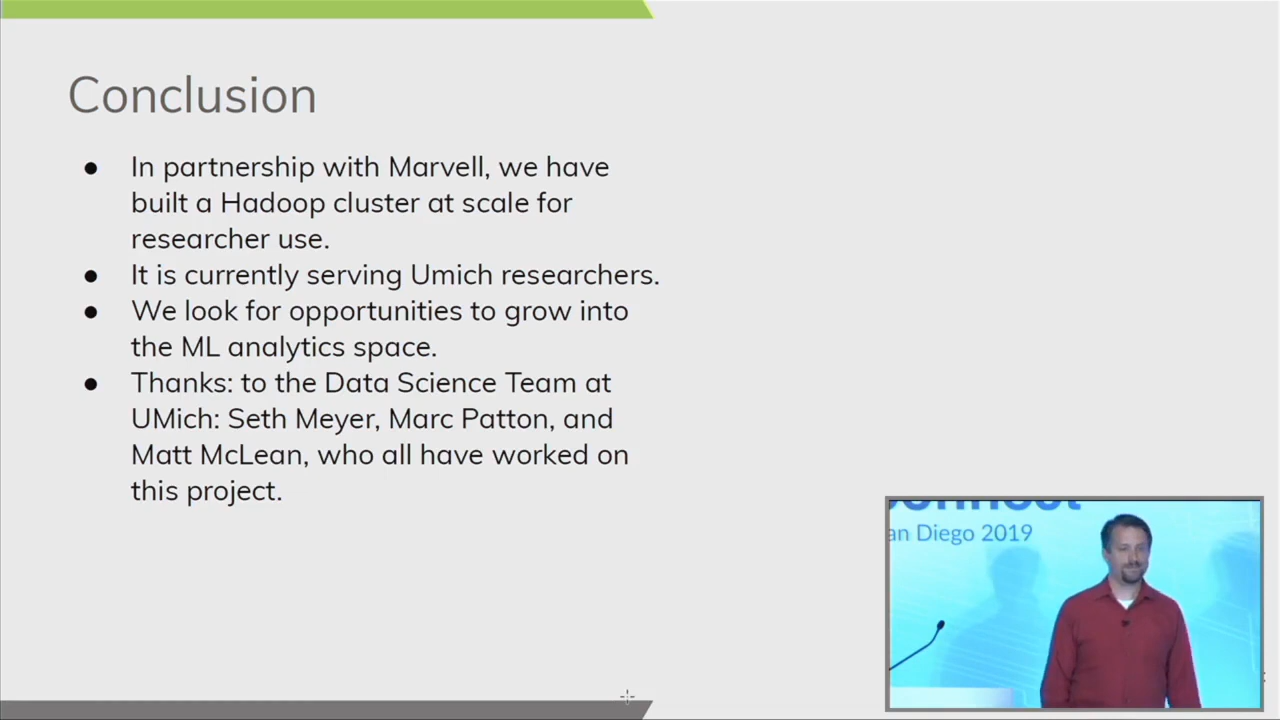 Conclusion
● In partnership with Marvell, we have
built a Hadoop cluster at scale for
researcher use.
● It is currently serving Umich researchers.
● We look for opportunities to grow into
the ML analytics space.
● Thanks: to the Data Science Team at
UMich: Seth Meyer, Marc Patton, and
Matt McLean, who all have worked on
this project.
an Diego 2019